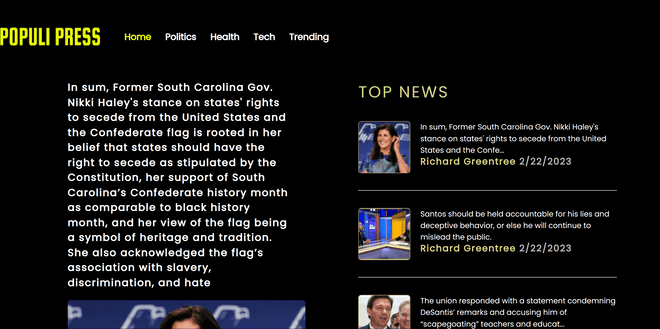 POPULI PRESS
Home Politics Health Tech Trending
In sum, Former South Carolina Gov.
Nikki Haley's stance on states' rights
to secede from the United States and
the Confederate flag is rooted in her
belief that states should have the
right to secede as stipulated by the
Constitution, her support of South
Carolina’s Confederate history month
as comparable to black history
month, and her view of the flag being
a symbol of heritage and tradition.
She also acknowledged the flag’s
association with slavery,
discrimination, and hate
TOP NEWS
In sum, Former South Carolina Gov. Nikki Haley's
stance on states' rights to secede from the United
States and the Confe...
Richard Greentree 2/22/2023
Santos should be held accountable for his lies and
deceptive behavior, or else he will continue to
mislead the public.
Richard Greentree 2/22/2023
The union responded with a statement condemning
DeSantis’ remarks and accusing him of
“scapegoating” teachers and educat...